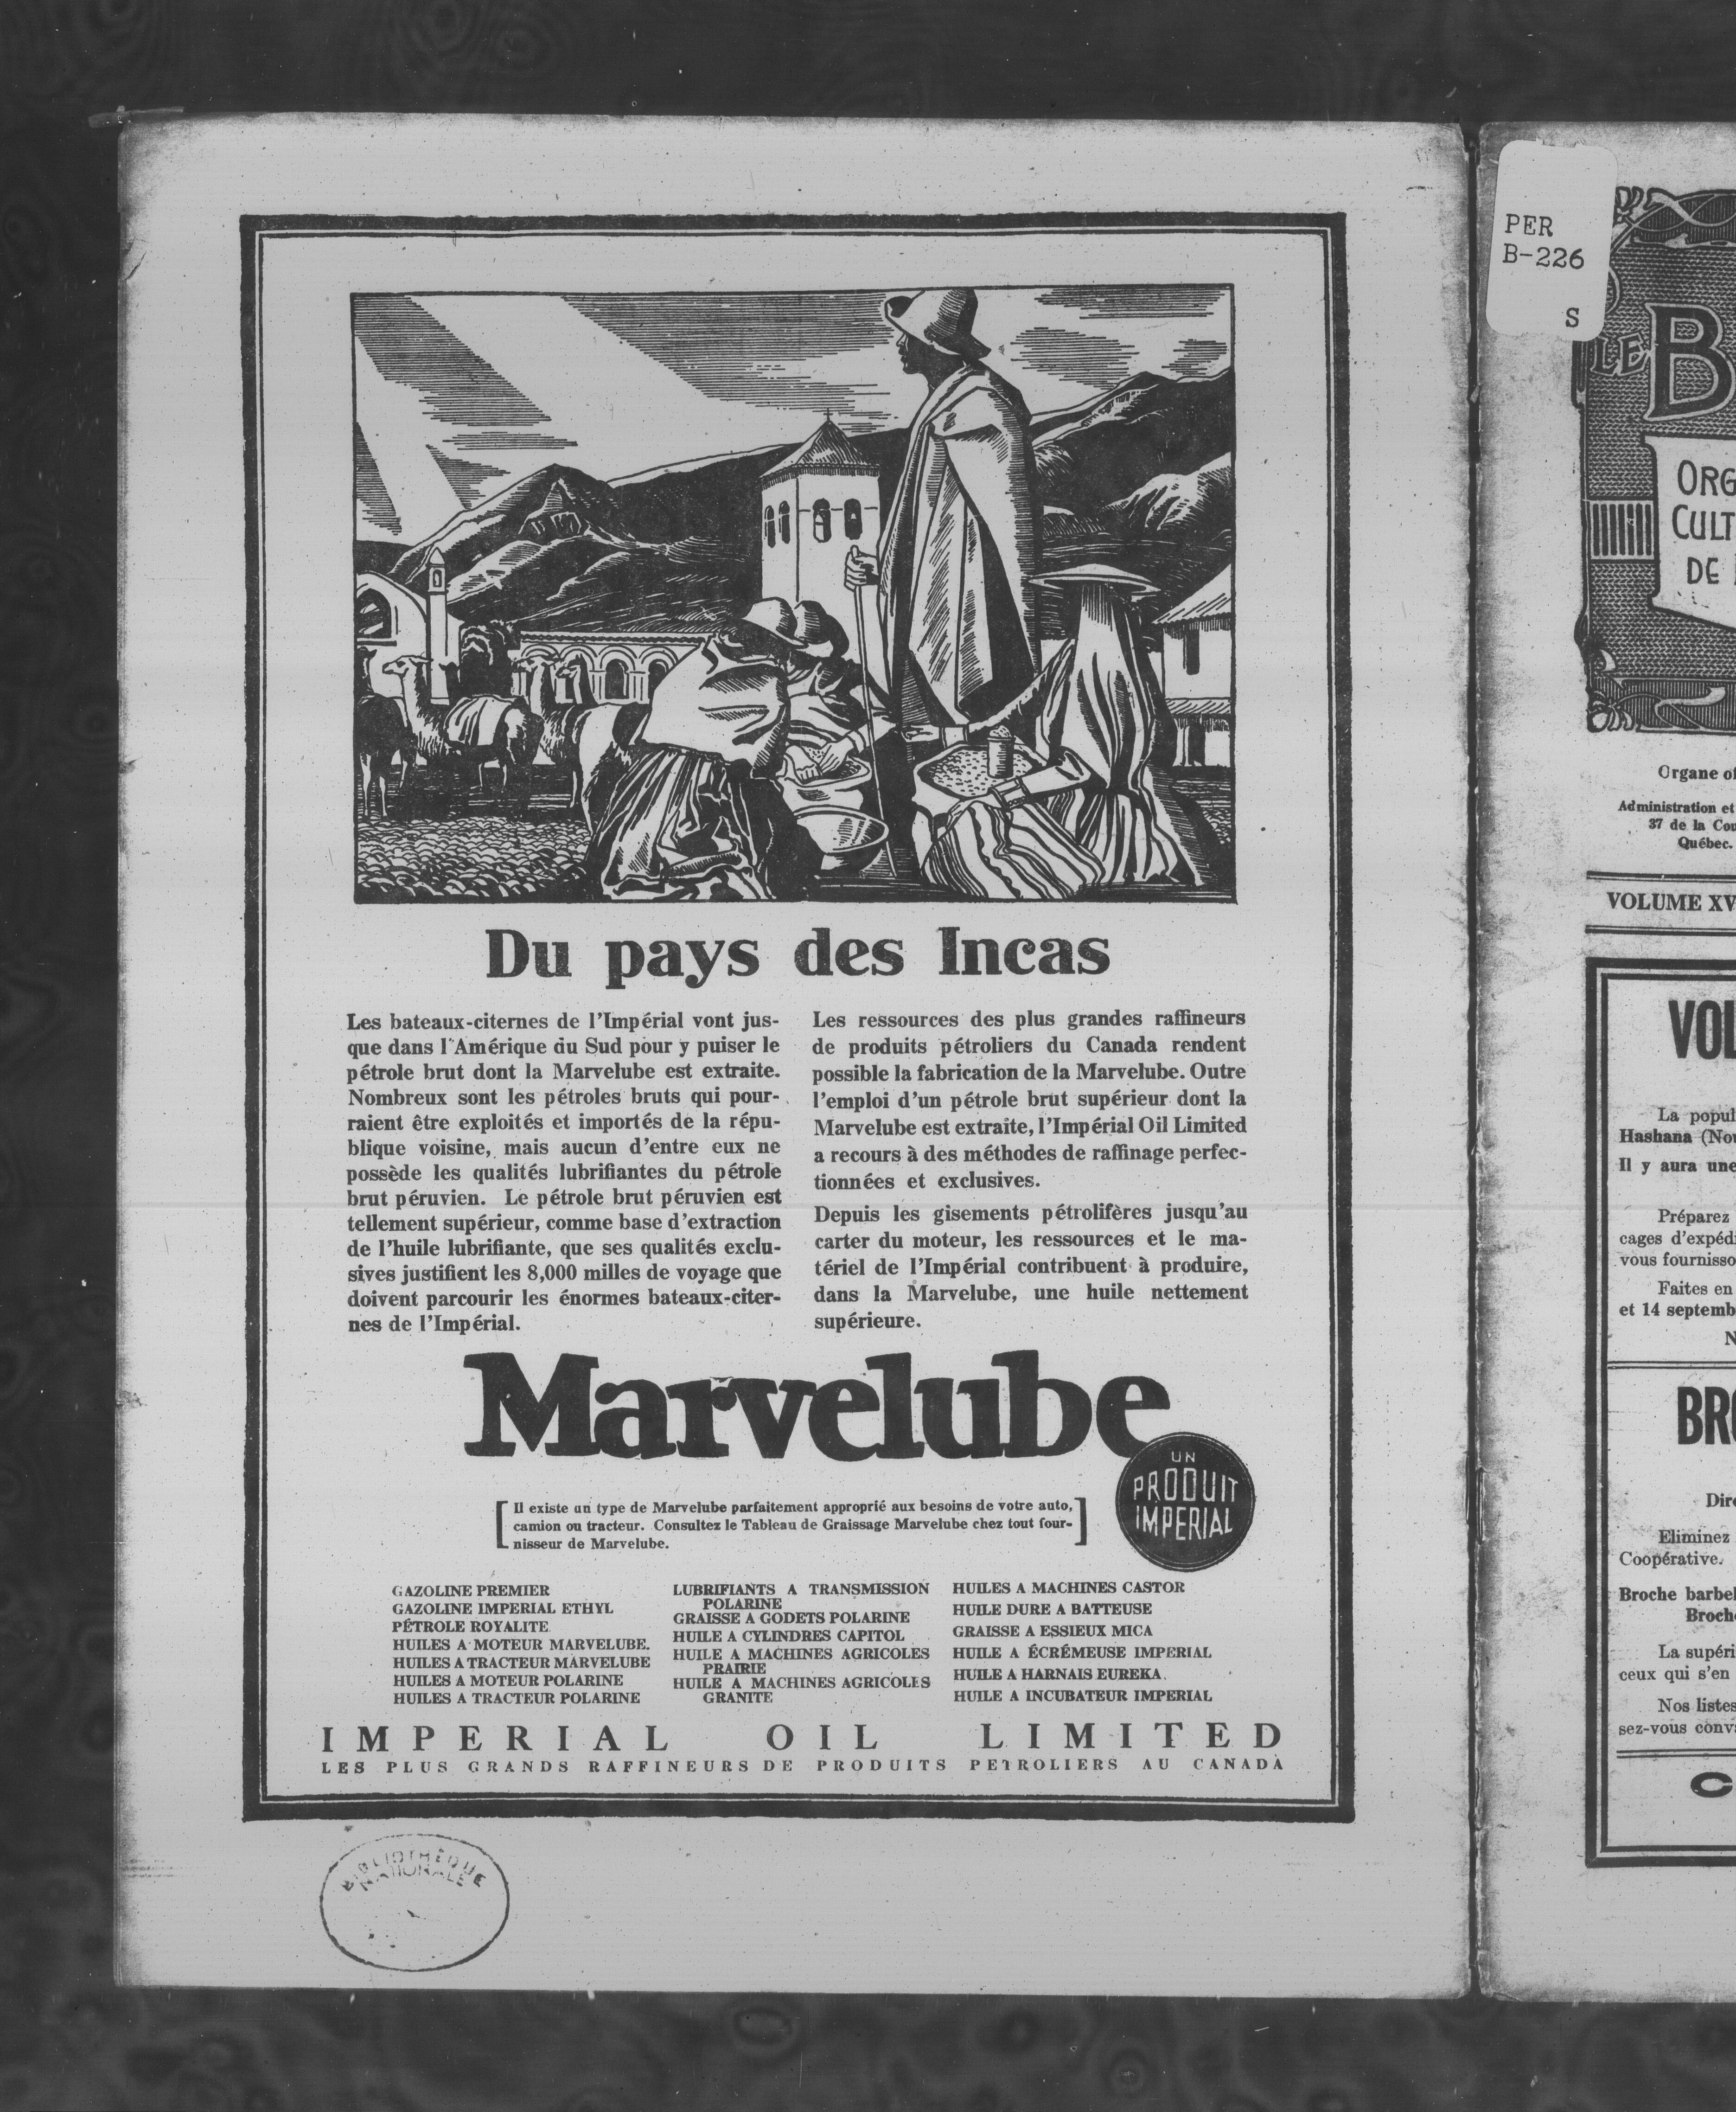 Du pays des Incas
Les bateaux-citernes de l'Impérial vont jus-
que dans l'Amérique du Sud pour y puiser le
pétrole brut dont la Marvelube est extraite.
Nombreux sont les pétroles bruts qui pour-
raient être exploités et importés de la répu-
blique voisine, mais aucun d'entre eux ne
possède les qualités lubrifiantes du pétrole
brut péruvien. Le pétrole brut péruvien est
tellement supérieur, comme base d'extraction
de l'huile lubrifiante, que ses qualités exclu-
sives justifient les 8,000 milles de voyage que
doivent parcourir les énormes bateaux-citer-
nes de l'Impérial.
Les ressources des plus grandes raffineurs
de produits pétroliers du Canada rendent
possible la fabrication de la Marvelube. Outre
l'emploi d'un pétrole brut supérieur dont la
Marvelube est extraite, l'Impérial Oil Limited
a recours à des méthodes de raffinage perfec-
tionnées et exclusives.
Depuis les gisements pétrolifères jusqu'au
carter du moteur, les ressources et le ma-
tériel de l'Impérial contribuent à produire,
dans la Marvelube, une huile nettement
supérieure.
Marvelube
UN
PRODUIT
IMPERIAL
[Il existe un type de Marvelube parfaitement approprié aux besoins de votre auto,
camion ou tracteur. Consultez le Tableau de Graissage Marvelube chez tout four-
nisseur de Marvelube.]
GAZOLINE PREMIER
GAZOLINE IMPERIAL ETHYL
PÉTROLE ROYALITE
HUILES A MOTEUR MARVELUBE.
HUILES A TRACTEUR MARVELUBE
HUILES A MOTEUR POLARINE
HUILES A TRACTEUR POLARINE
LUBRIFIANTS A TRANSMISSION
POLARINE
GRAISSE A GODETS POLARINE
HUILE A CYLINDRES CAPITOL
HUILE A MACHINES AGRICOLES
PRAIRIE
HUILE A MACHINES AGRICOLES
GRANITE
HUILES A MACHINES CASTOR
HUILE DURE A BATTEUSE
GRAISSE A ESSIEUX MICA
HUILE A ÉCRÉMEUSE IMPERIAL
HUILE A HARNAIS EUREKA
HUILE A INCUBATEUR IMPERIAL
IMPERIAL OIL LIMITED
LES PLUS GRANDS RAFFINEURS DE PRODUITS PETROLIERS AU CANADA
BIBLIOTHÈQUE
NATIONALE
PER
B-226
S
LE B
ORG
CULT
DE
Organe of
Administration et
37 de la Cou
Québec.
VOLUME XV
VOL
La popul
Hashana (Nou
Il y aura une
Préparez
cages d'expédi
vous fournisso
Faites en
et 14 septemb
N
BRO
Dire
Eliminez
Coopérative.
Broche barbel
Broche
La supéri
ceux qui s'en
Nos listes
sez-vous conv
C